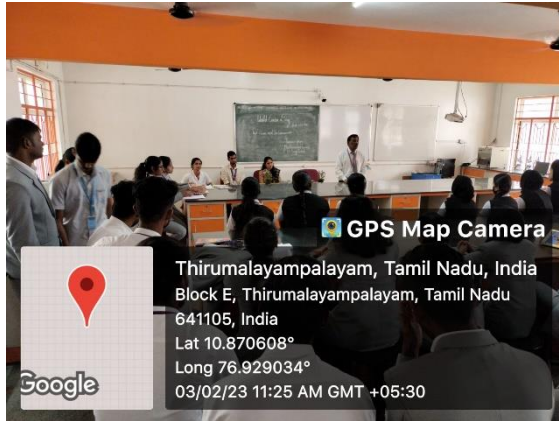 GPS Map Camera
Thirumalayampalayam, Tamil Nadu, India
Block E, Thirumalayampalayam, Tamil Nadu
641105, India
Lat 10.870608°
Long 76.929034°
03/02/23 11:25 AM GMT +05:30
Google